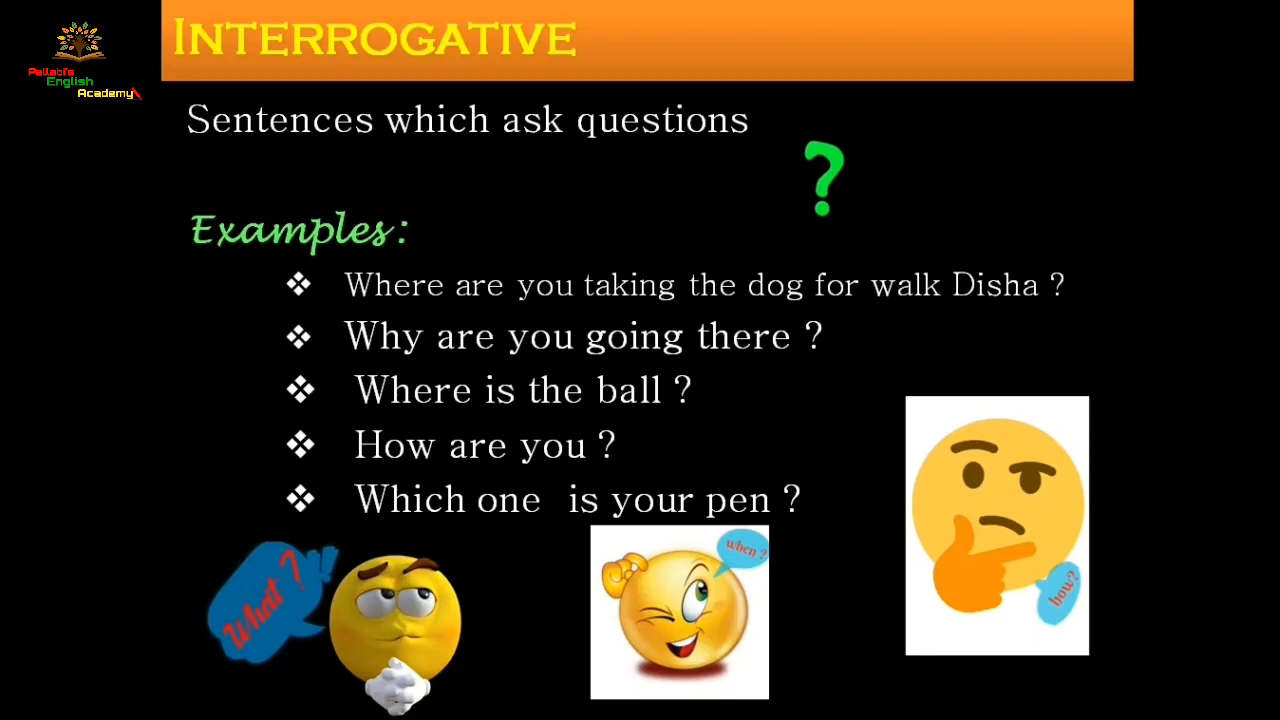 Pallabi's
English
Academy
INTERROGATIVE
Sentences which ask questions
?
Examples:
Where are you taking the dog for walk Disha ?
Why are you going there ?
Where is the ball ?
How are you ?
Which one is your pen ?
What ? !!
when ?
how?